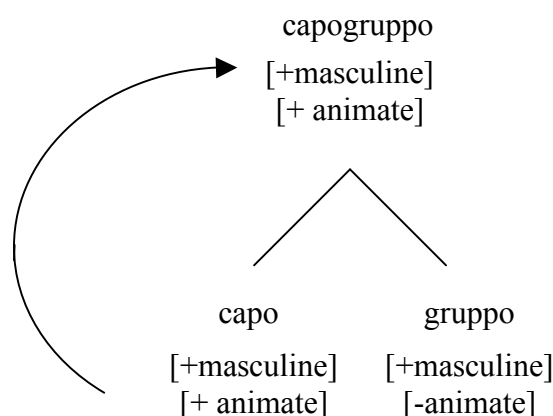 capogruppo
[+masculine]
[+ animate]
capo gruppo
[+masculine] [+masculine]
[+ animate] [-animate]